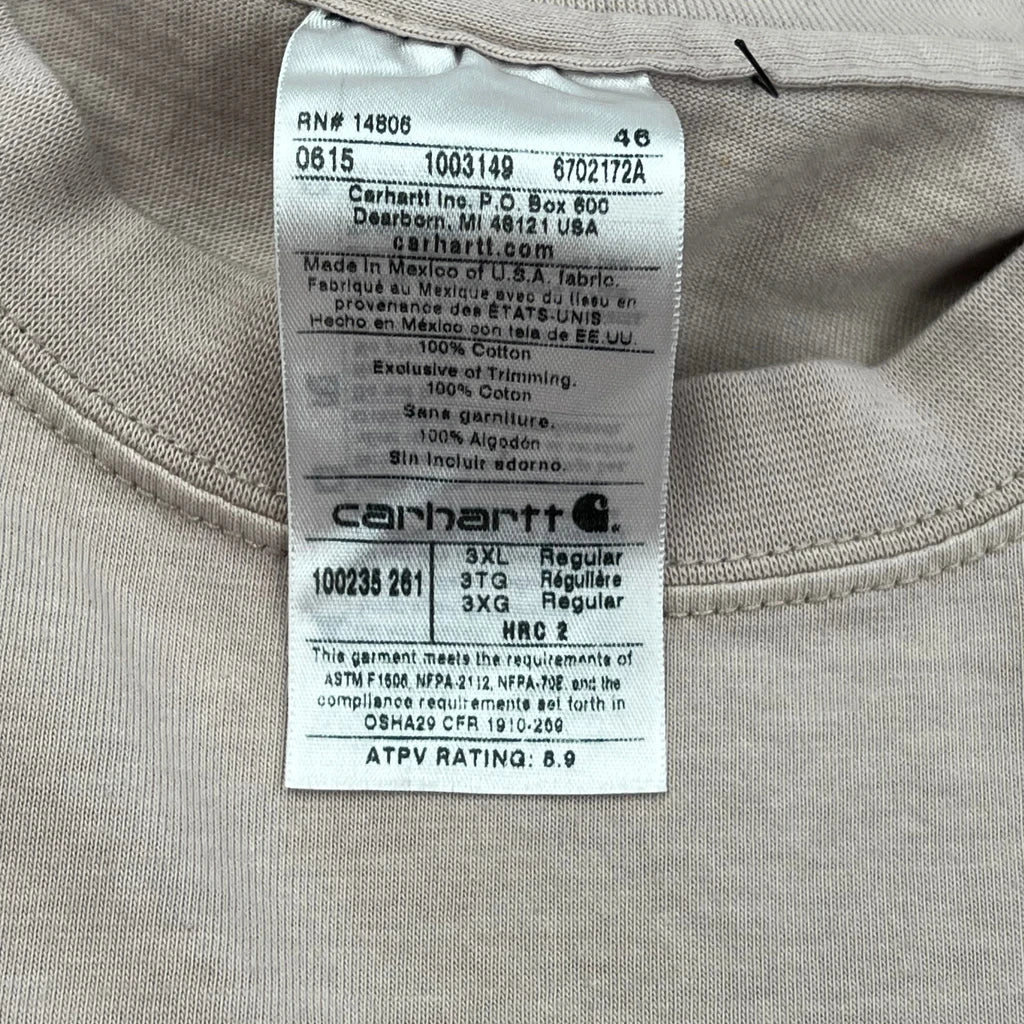 RN# 14806
46
0615 1003149 6702172A
Carhartt Inc. P.O. Box 600
Dearborn, MI 48121 USA
carhartt.com
Made in Mexico of U.S.A. fabric.
Fabriqué au Mexique avec du tissu en
provenance des ÉTATS-UNIS
Hecho en México con tela de EE.UU.
100% Cotton
Exclusive of Trimming.
100% Coton
Sans garniture.
100% Algodón
Sin incluir adorno.
carhartt
100235 261
3XL Regular
3TG Régulière
3XG Regular
HRC 2
This garment meets the requirements of
ASTM F1506, NFPA-2112, NFPA-70E, and the
compliance requirements set forth in
OSHA29 CFR 1910-269
ATPV RATING: 8.9